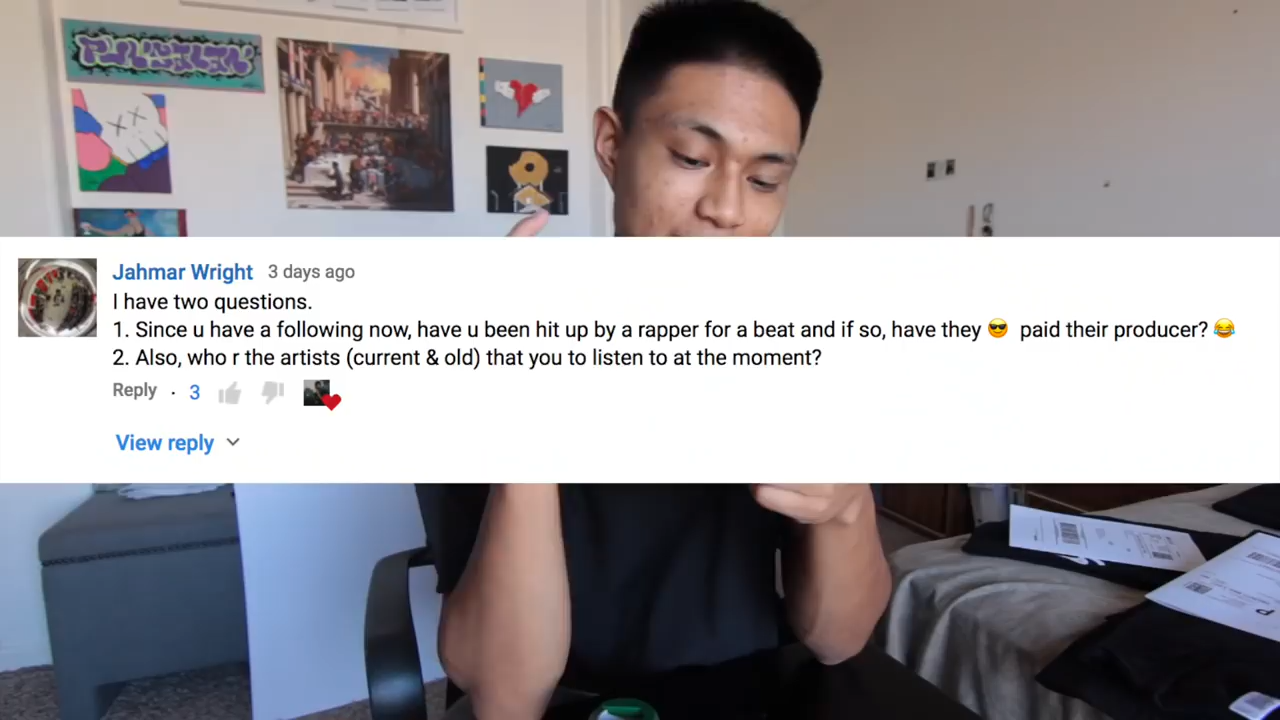 Jahmar Wright 3 days ago
I have two questions.
1. Since u have a following now, have u been hit up by a rapper for a beat and if so, have they 😎 paid their producer? 😂
2. Also, who r the artists (current & old) that you to listen to at the moment?
Reply · 3
View reply